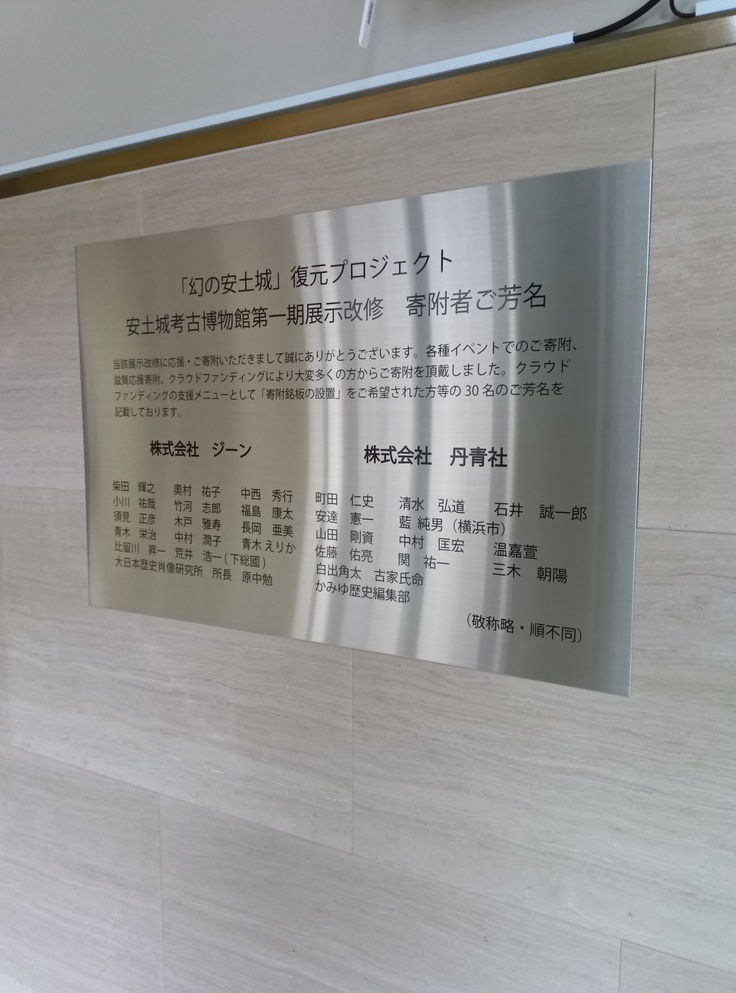 「幻の安土城」復元プロジェクト
安土城考古博物館第一期展示改修　寄附者ご芳名
当該展示改修に応援・ご寄附いただきまして誠にありがとうございます。各種イベントでのご寄附、
滋賀応援寄附、クラウドファンディングにより大変多くの方からご寄附を頂戴しました。クラウド
ファンディングの支援メニューとして「寄附銘板の設置」をご希望された方等の 30 名のご芳名を
記載しております。
株式会社　ジーン
柴田　輝之　奥村　祐子　中西　秀行
小川　祐哉　竹河　志郎　福島　康太
須見　正彦　木戸　雅寿　長岡　亜美
青木　栄治　中村　潤子　青木 えりか
比留川　昇一　荒井　浩一 ( 下総國 )
大日本歴史肖像研究所　所長　原中勉
株式会社　丹青社
町田　仁史　清水　弘道　石井　誠一郎
安達　憲一　藍 純男（横浜市）
山田　剛資　中村　匡宏　温嘉萱
佐藤　佑亮　関　祐一　三木　朝陽
白出角太　古家氏命
かみゆ歴史編集部
（敬称略・順不同）